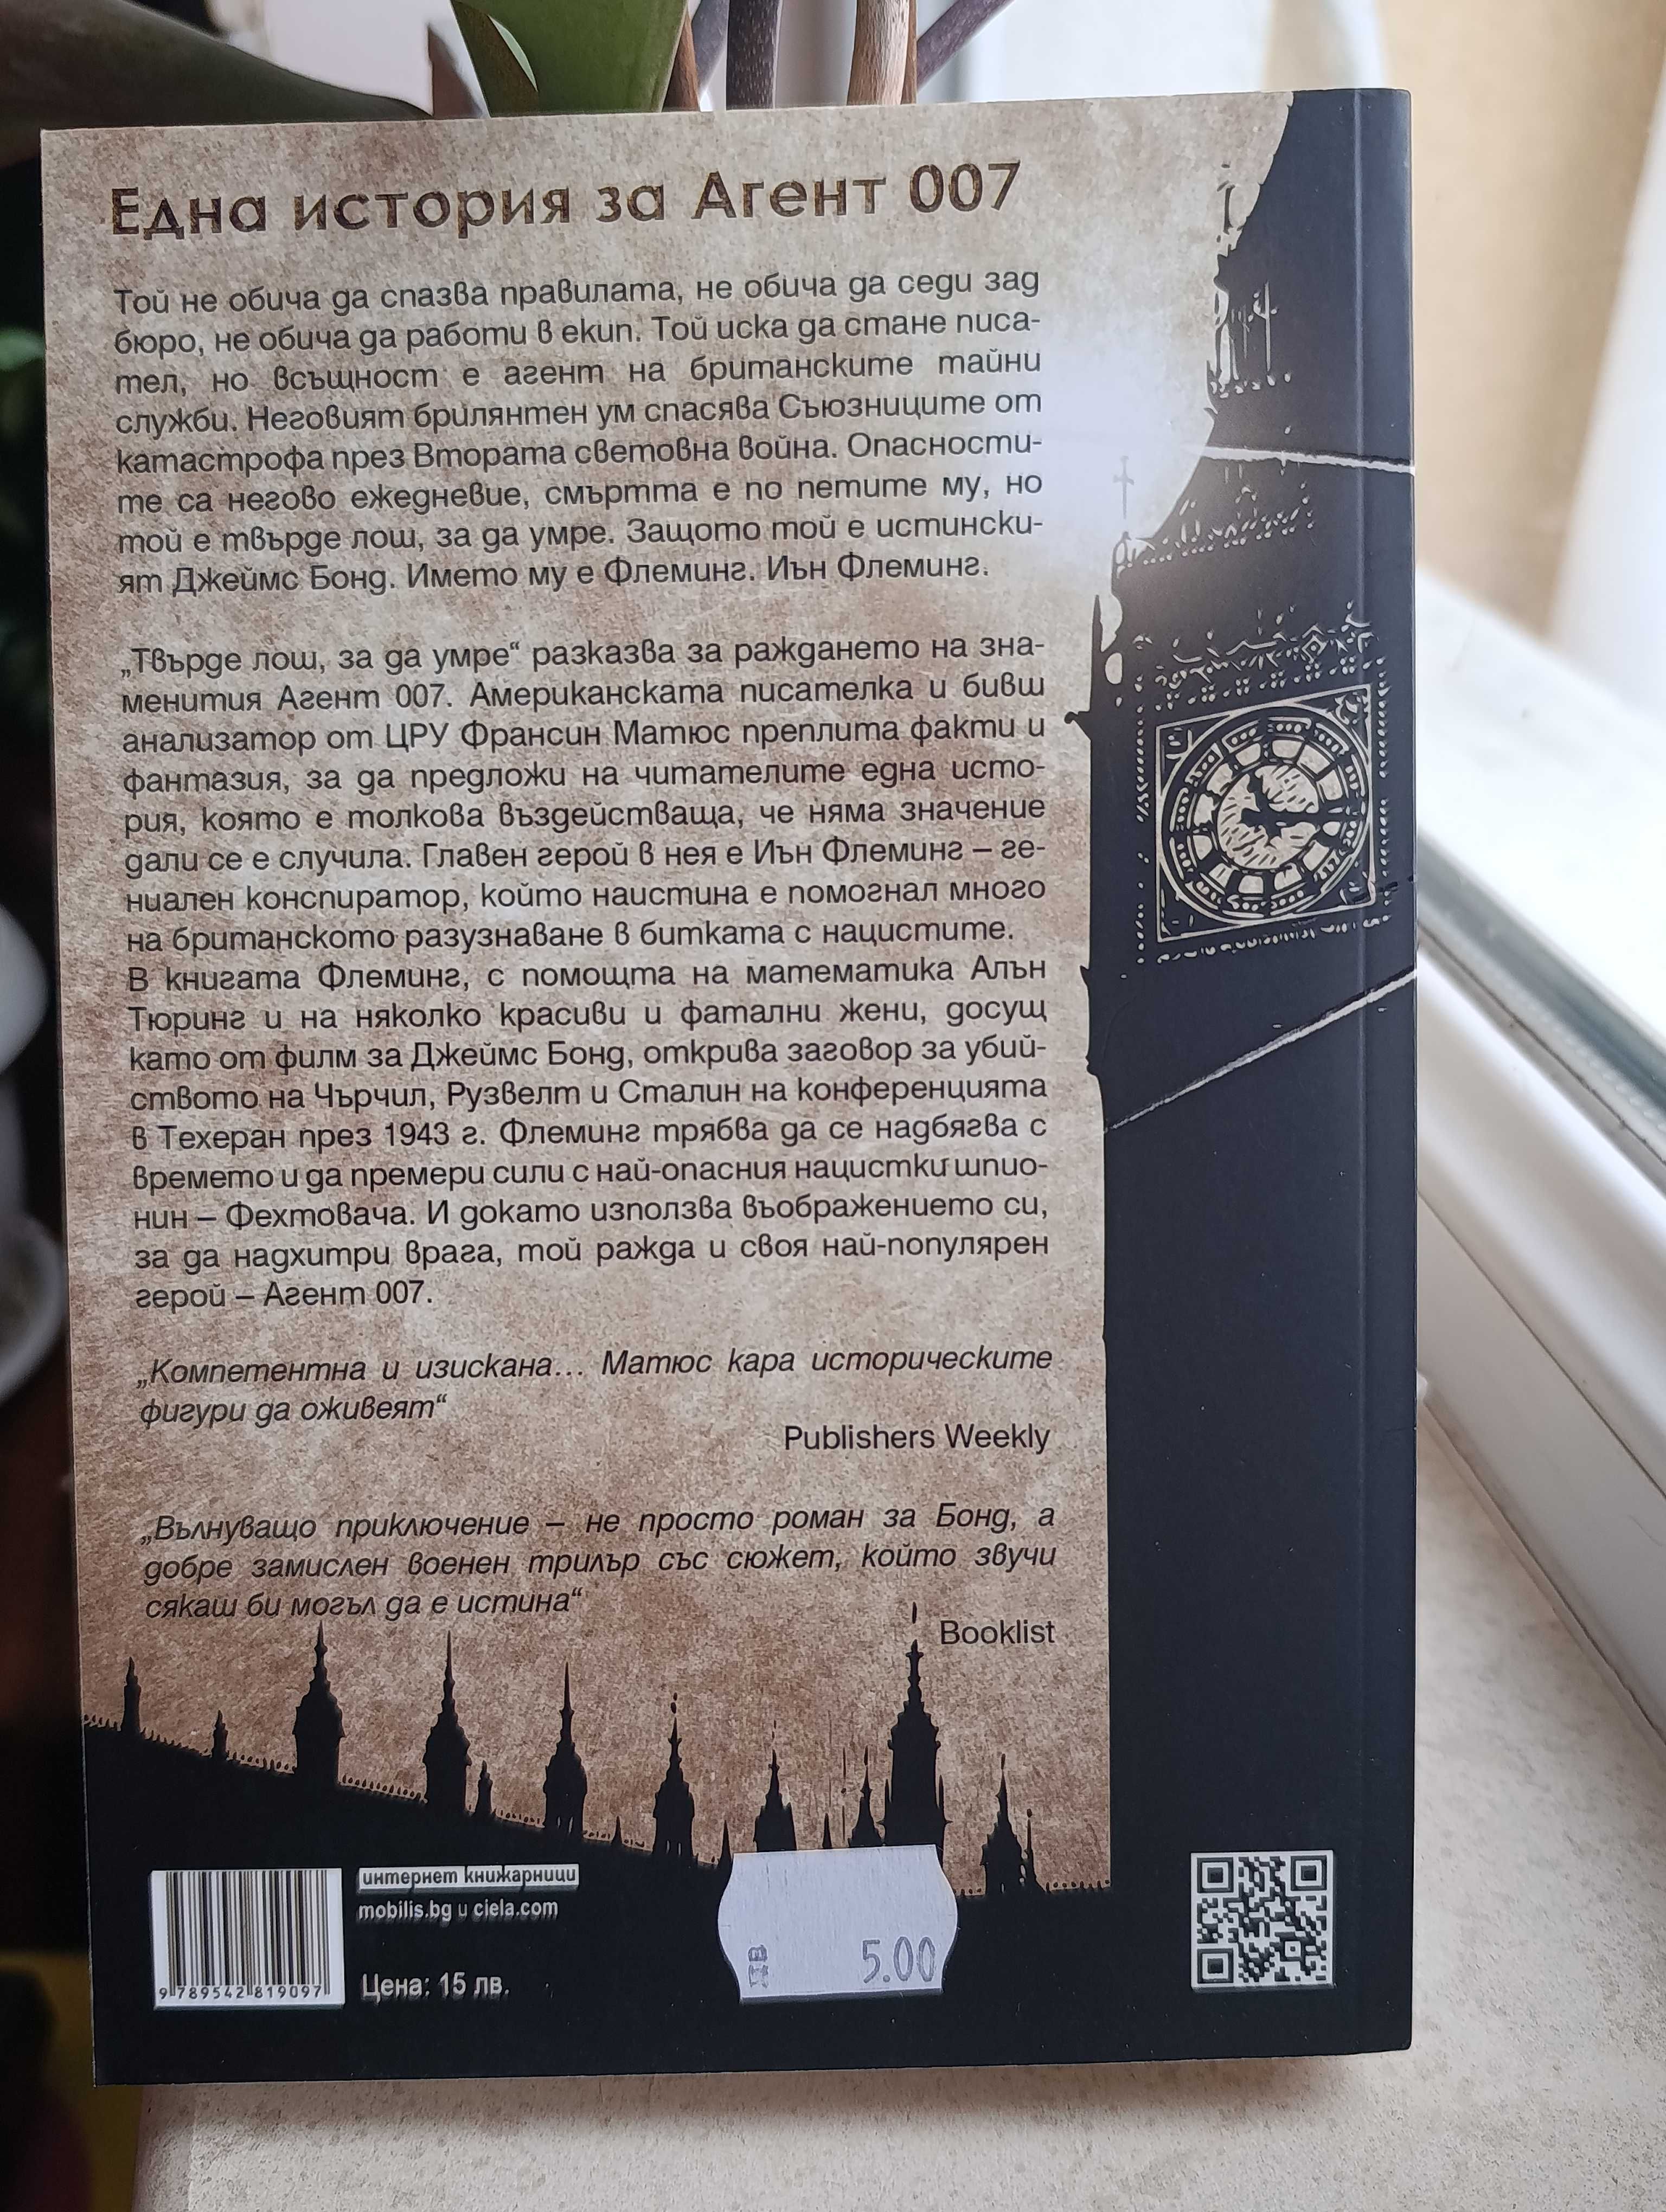 Една история за Агент 007
Той не обича да спазва правилата, не обича да седи зад
бюро, не обича да работи в екип. Той иска да стане писа-
тел, но всъщност е агент на британските тайни
служби. Неговият брилянтен ум спасява Съюзниците от
катастрофа през Втората световна война. Опасности-
те са негово ежедневие, смъртта е по петите му, но
той е твърде лош, за да умре. Защото той е истински-
ят Джеймс Бонд. Името му е Флеминг. Иън Флеминг.
„Твърде лош, за да умре“ разказва за раждането на зна-
менития Агент 007. Американската писателка и бивш
анализатор от ЦРУ Франсин Матюс преплита факти и
фантазия, за да предложи на читателите една исто-
рия, която е толкова въздействаща, че няма значение
дали се е случила. Главен герой в нея е Иън Флеминг – ге-
ниален конспиратор, който наистина е помогнал много
на британското разузнаване в битката с нацистите.
В книгата Флеминг, с помощта на математика Алън
Тюринг и на няколко красиви и фатални жени, досущ
като от филм за Джеймс Бонд, открива заговор за убий-
ството на Чърчил, Рузвелт и Сталин на конференцията
в Техеран през 1943 г. Флеминг трябва да се надбягва с
времето и да премери сили с най-опасния нацистки шпио-
нин – Фехтовача. И докато използва въображението си,
за да надхитри врага, той ражда и своя най-популярен
герой – Агент 007.
„Компетентна и изискана... Матюс кара историческите
фигури да оживеят“
Publishers Weekly
„Вълнуващо приключение – не просто роман за Бонд, а
добре замислен военен трилър със сюжет, който звучи
сякаш би могъл да е истина“
Booklist
интернет книжарници
mobilis.bg и ciela.com
Цена: 15 лв.
9 789542 819097
ЛВ 5.00